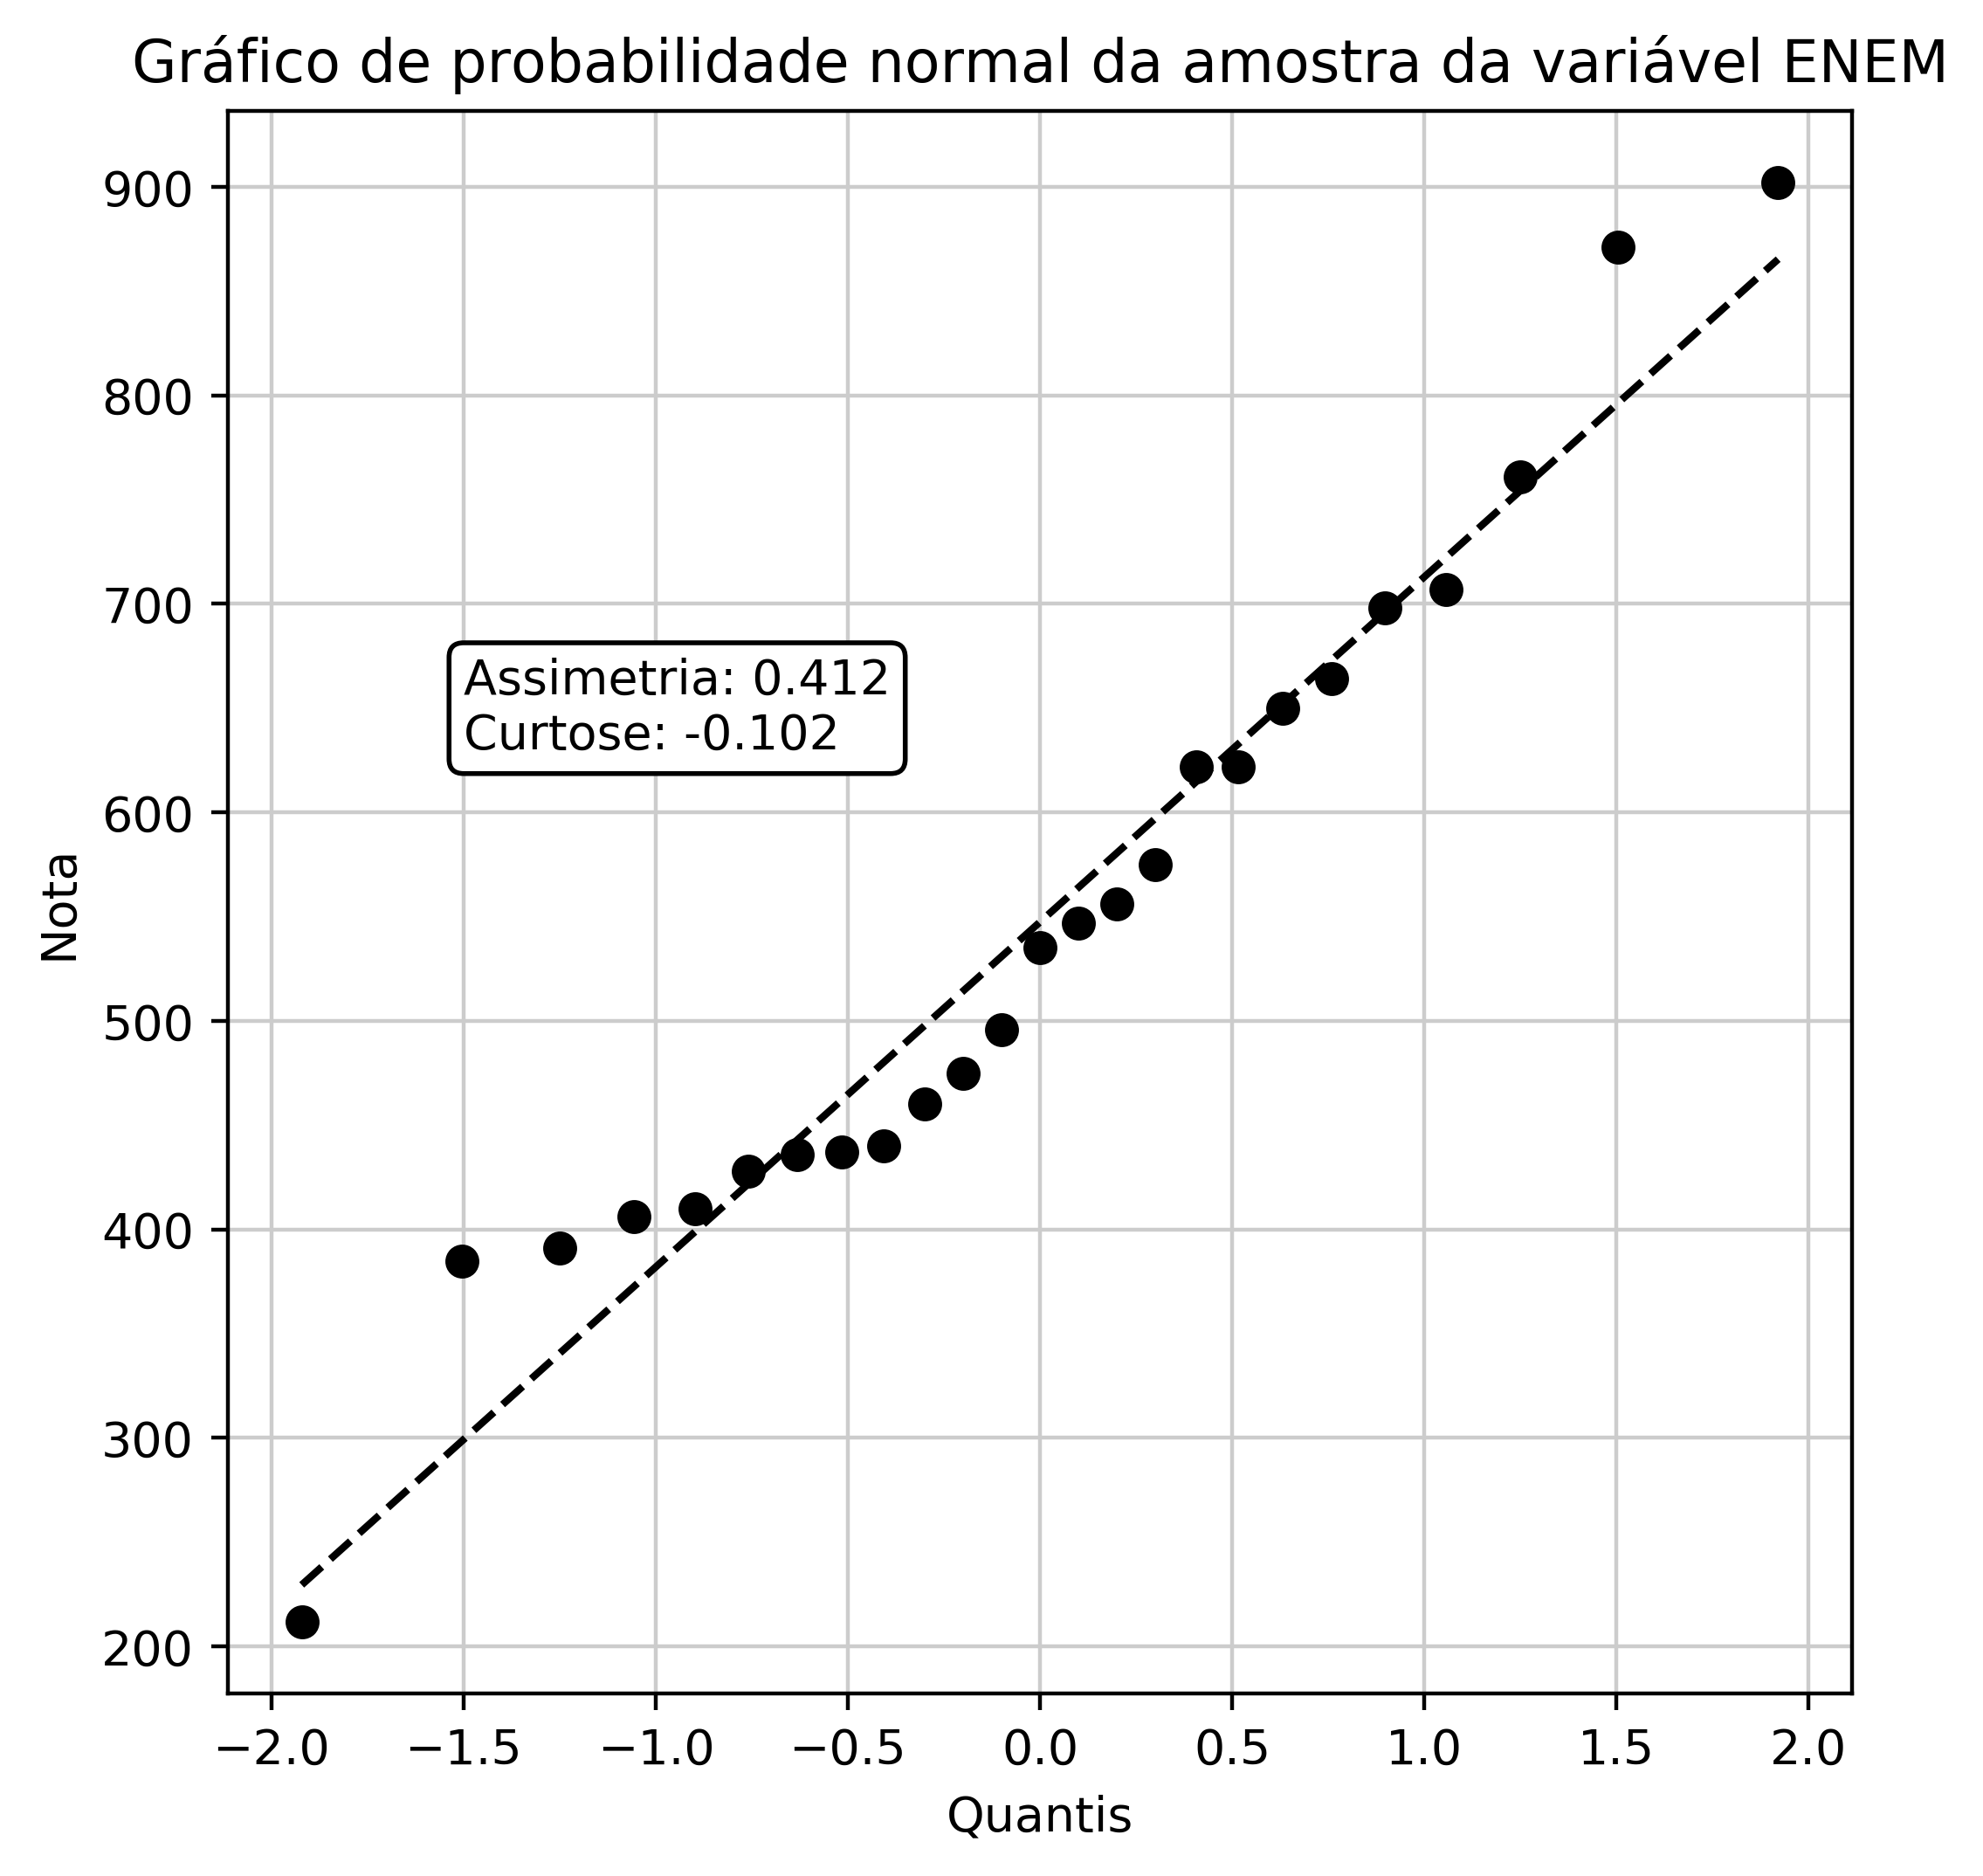 Gráfico de probabilidade normal da amostra da variável ENEM
900
800
700
Assimetria: 0.412
Curtose: -0.102
600
Nota
500
400
300
200
−2.0 −1.5 −1.0 −0.5 0.0 0.5 1.0 1.5 2.0
Quantis